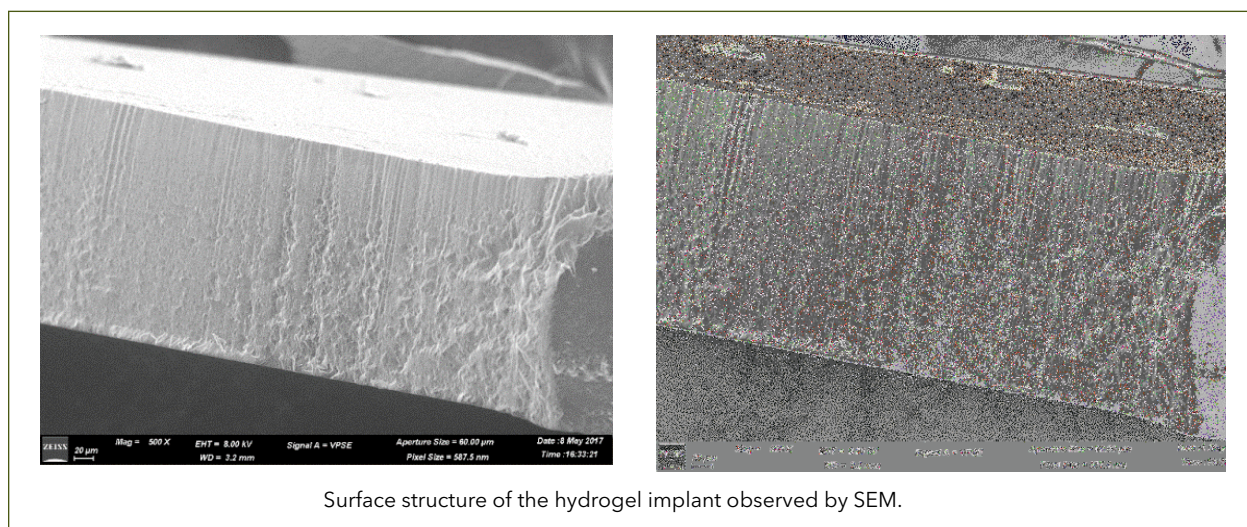 ZEISS
20 µm
Mag = 500 X
EHT = 8.00 kV
WD = 3.2 mm
Signal A = VPSE
Aperture Size = 60.00 µm
Pixel Size = 587.5 nm
Date :8 May 2017
Time :16:33:21
Surface structure of the hydrogel implant observed by SEM.